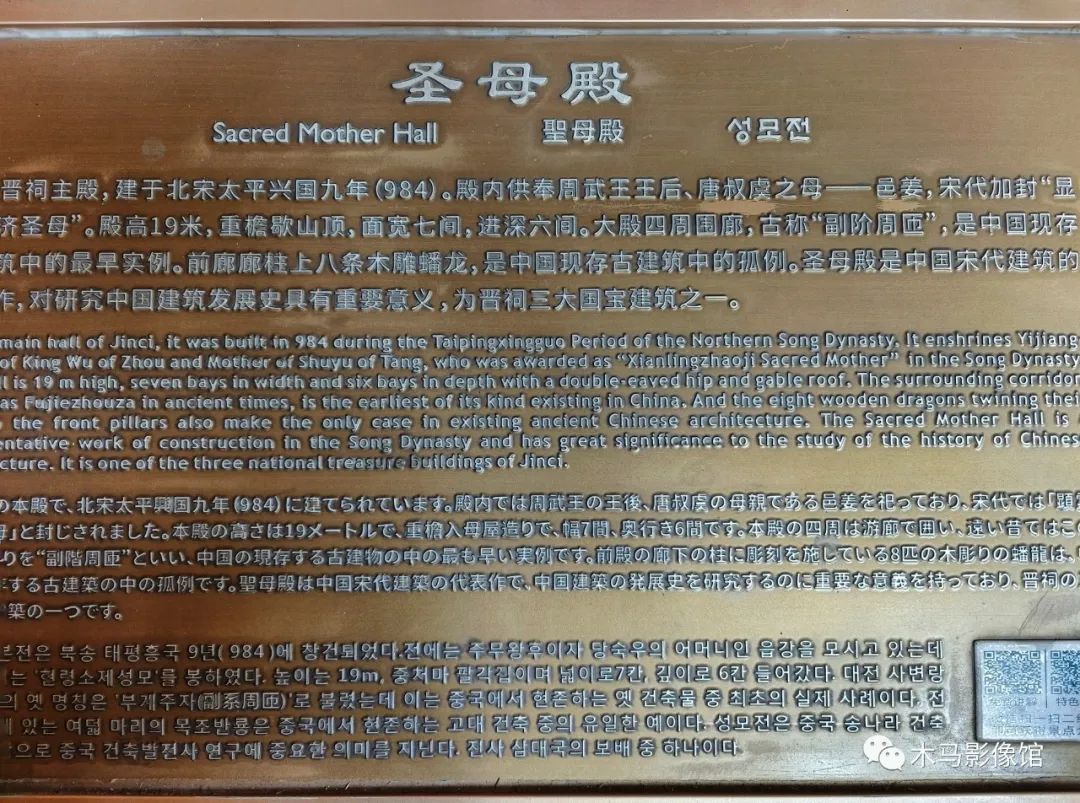 圣母殿
Sacred Mother Hall 聖母殿 성모전
晋祠主殿，建于北宋太平兴国九年（984）。殿内供奉周武王王后、唐叔虞之母——邑姜，宋代加封“显
济圣母”。殿高19米，重檐歇山顶，面宽七间，进深六间。大殿四周围廊，古称“副阶周匝”，是中国现存
筑中的最早实例。前廊廊柱上八条木雕蟠龙，是中国现存古建筑中的孤例。圣母殿是中国宋代建筑的
作，对研究中国建筑发展史具有重要意义，为晋祠三大国宝建筑之一。
main hall of Jinci, it was built in 984 during the Taipingxingguo Period of the Northern Song Dynasty. It enshrines Yijiang
of King Wu of Zhou and Mother of Shuyu of Tang, who was awarded as “Xianlingzhaoji Sacred Mother” in the Song Dynasty
ll is 19 m high, seven bays in width and six bays in depth with a double-eaved hip and gable roof. The surrounding corridor
as Fujiezhouza in ancient times, is the earliest of its kind existing in China. And the eight wooden dragons twining thei
the front pillars also make the only case in existing ancient Chinese architecture. The Sacred Mother Hall is
entative work of construction in the Song Dynasty and has great significance to the study of the history of Chinese
cture. It is one of the three national treasure buildings of Jinci.
の本殿で、北宋太平興国九年（984）に建てられています。殿内では周武王の王後、唐叔虞の母親である邑姜を祀っており、宋代では「顕
母」と封じされました。本殿の高さは19メートルで、重檐入母屋造りで、幅7間、奥行き6間です。本殿の四周は游廊で囲い、遠い昔ではこ
りを“副階周匝”といい、中国の現存する古建物の中の最も早い実例です。前殿の廊下の柱に彫刻を施している8匹の木彫りの蟠龍は、
する古建築の中の孤例です。聖母殿は中国宋代建築の代表作で、中国建築の発展史を研究するのに重要な意義を持っており、晋祠の
築の一つです。
본전은 북송 태평흥국 9년( 984 )에 창건퇴었다.전에는 주무왕후이자 당숙우의 어머니인 읍강을 모시고 있는데
는 '현령소제성모'를 봉하였다. 높이는 19m, 중처마 팔각집이며 넓이로7칸, 깊이로 6칸 들어갔다. 대전 사변랑
의 옛 명칭은 '부개주자(副系周匝)'로 불렸는데 이는 중국에서 현존하는 옛 건축물 중 최초의 실제 사례이다. 전
에 있는 여덟 마리의 목조반룡은 중국에서 현존하는 고대 건축 중의 유일한 예이다. 성모전은 중국 송나라 건축
으로 중국 건축발전사 연구에 중요한 의미를 지닌다. 진사 삼대국의 보배 중 하나이다.
木马影像馆